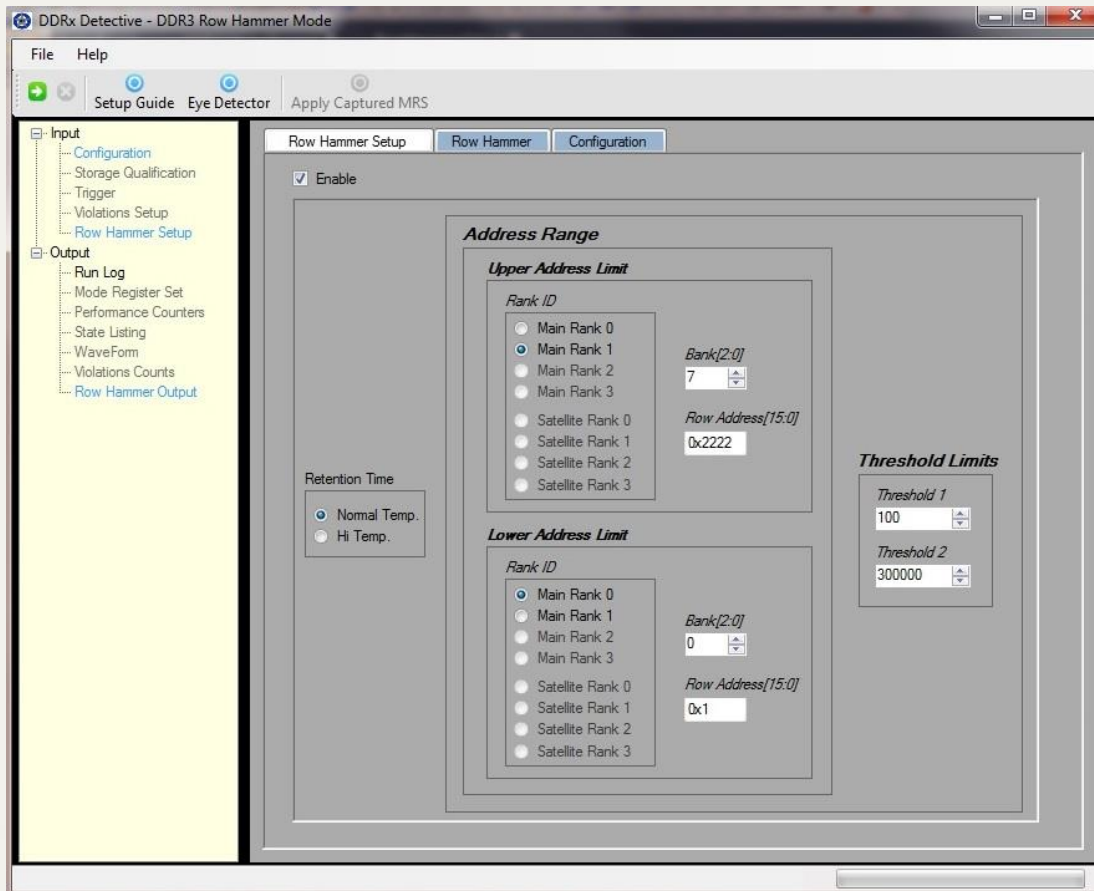 DDRx Detective - DDR3 Row Hammer Mode
File Help
Setup Guide Eye Detector Apply Captured MRS
Input
Configuration
Storage Qualification
Trigger
Violations Setup
Row Hammer Setup
Output
Run Log
Mode Register Set
Performance Counters
State Listing
WaveForm
Violations Counts
Row Hammer Output
Row Hammer Setup Row Hammer Configuration
Enable
Retention Time
Normal Temp.
Hi Temp.
Address Range
Upper Address Limit
Rank ID
Main Rank 0
Main Rank 1
Main Rank 2
Main Rank 3
Satellite Rank 0
Satellite Rank 1
Satellite Rank 2
Satellite Rank 3
Bank[2:0]
7
Row Address[15:0]
0x2222
Lower Address Limit
Rank ID
Main Rank 0
Main Rank 1
Main Rank 2
Main Rank 3
Satellite Rank 0
Satellite Rank 1
Satellite Rank 2
Satellite Rank 3
Bank[2:0]
0
Row Address[15:0]
0x1
Threshold Limits
Threshold 1
100
Threshold 2
300000